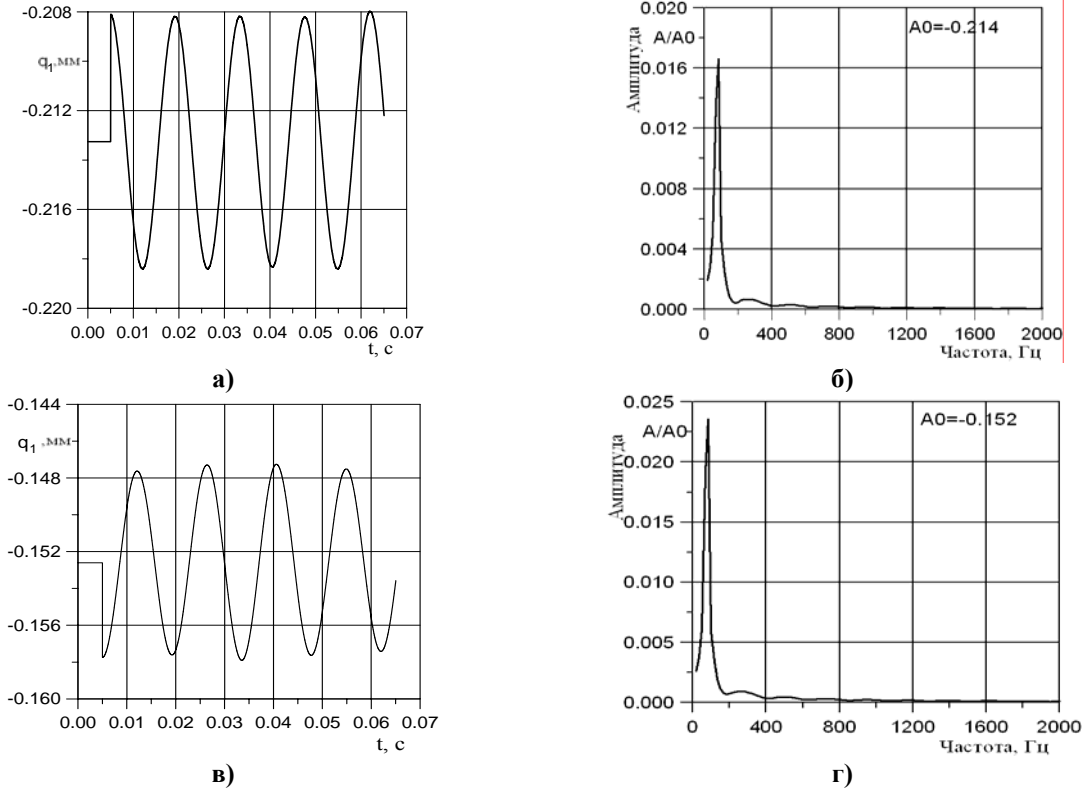 -0.208
q1,мм
-0.212
-0.216
-0.220
0.00 0.01 0.02 0.03 0.04 0.05 0.06 0.07
t, с
а)
0.020
Амплитуда
A/A0
A0=-0.214
0.016
0.012
0.008
0.004
0.000
0 400 800 1200 1600 2000
Частота, Гц
б)
-0.144
q1 ,мм
-0.148
-0.152
-0.156
-0.160
0.00 0.01 0.02 0.03 0.04 0.05 0.06 0.07
t, с
в)
0.025
Амплитуда
A/A0
A0=-0.152
0.020
0.015
0.010
0.005
0.000
0 400 800 1200 1600 2000
Частота, Гц
г)